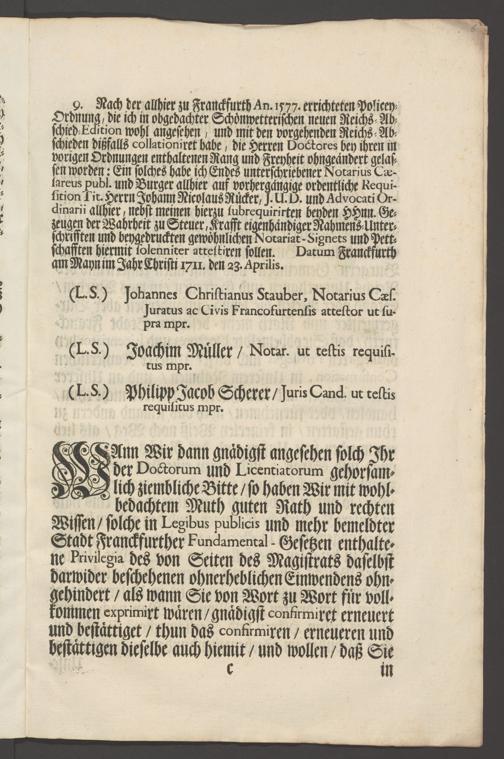 9. Nach der allhier zu Franckfurth An. 1577. errichteten Policey-
Ordnung, die ich in obgedachter Schönwetterischen neuen Reichs-Ab-
schied-Edition wohl angesehen, und mit den vorgehenden Reichs-Ab-
schieden dißfalls collationiret habe, die Herren Doctores bey ihren in
vorigen Ordnungen enthaltenen Rang und Freyheit ohngeändert gelas-
sen worden: Ein solches habe ich Endes unterschriebener Notarius Cæ-
sareus publ. und Burger allhier auf vorhergängige ordentliche Requi-
sition Tit. Herrn Johann Nicolaus Rücker, J. U. D. und Advocati Or-
dinarii allhier, nebst meinen hierzu subrequirirten beyden HHnn. Ge-
zeugen der Wahrheit zu Steuer, Krafft eigenhändiger Nahmens-Unter-
schrifften und beygedruckten gewöhnlichen Notariat-Signets und Pett-
schafften hiermit solenniter attestiren sollen. Datum Franckfurth
am Mayn im Jahr Christi 1711. den 23. Aprilis.
(L.S.) Johannes Christianus Stauber, Notarius Cæs.
Juratus ac Civis Francofurtensis attestor ut su-
pra mpr.
(L.S.) Joachim Müller / Notar. ut testis requisi-
tus mpr.
(L.S.) Philipp Jacob Scherer / Juris Cand. ut testis
requisitus mpr.
WAnn Wir dann gnädigst angesehen solch Ihr
der Doctorum und Licentiatorum gehorsam-
lich ziembliche Bitte / so haben Wir mit wohl-
bedachtem Muth guten Rath und rechten
Wissen / solche in Legibus publicis und mehr bemeldter
Stadt Franckfurther Fundamental-Gesetzen enthalte-
ne Privilegia des von Seiten des Magistrats daselbst
darwider beschehenen ohnerheblichen Einwendens ohn-
gehindert / als wann Sie von Wort zu Wort für voll-
kommen exprimirt wären / gnädigst confirmiret erneuert
und bestättiget / thun das confirmiren / erneueren und
bestättigen dieselbe auch hiemit / und wollen / daß Sie
c in